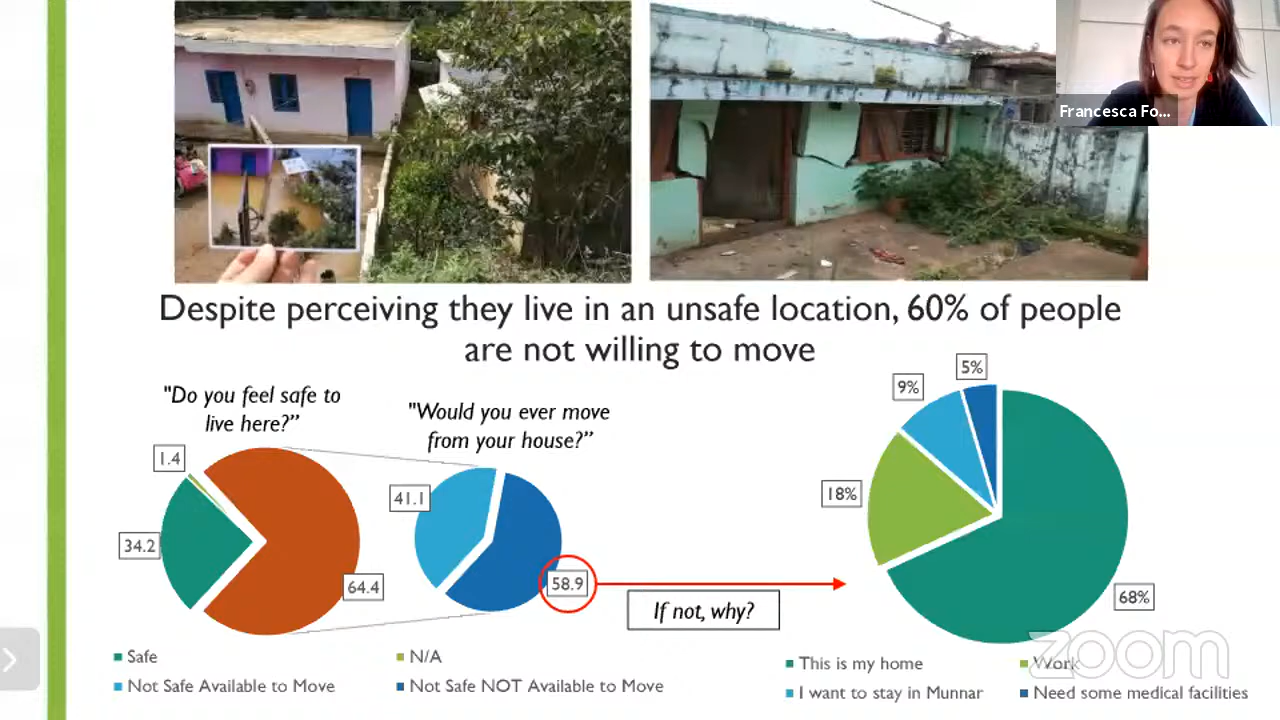 Francesca Fo...
Despite perceiving they live in an unsafe location, 60% of people
are not willing to move
"Do you feel safe to
live here?”
1.4
34.2
64.4
"Would you ever move
from your house?”
41.1
58.9
If not, why?
5%
9%
18%
68%
Safe
N/A
Not Safe Available to Move
Not Safe NOT Available to Move
This is my home
Work
I want to stay in Munnar
Need some medical facilities
zoom